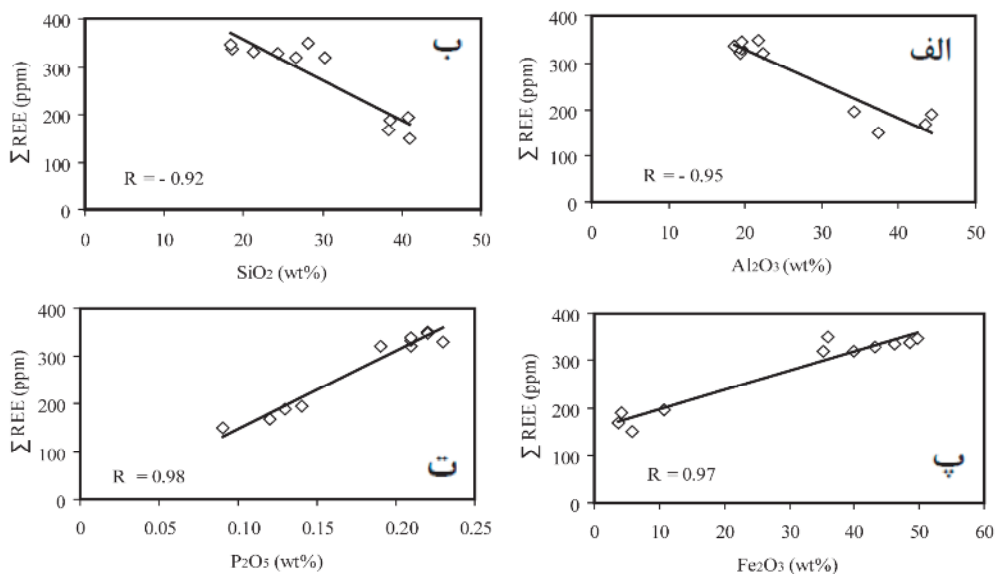 400
300
200
100
0
∑ REE (ppm)
ب
R = - 0.92
0 10 20 30 40 50
SiO₂ (wt%)
400
300
200
100
0
∑ REE (ppm)
الف
R = - 0.95
0 10 20 30 40 50
Al₂O₃ (wt%)
400
300
200
100
0
∑ REE (ppm)
ت
R = 0.98
0.00 0.05 0.10 0.15 0.20 0.25
P₂O₅ (wt%)
400
300
200
100
0
∑ REE (ppm)
پ
R = 0.97
0 10 20 30 40 50 60
Fe₂O₃ (wt%)